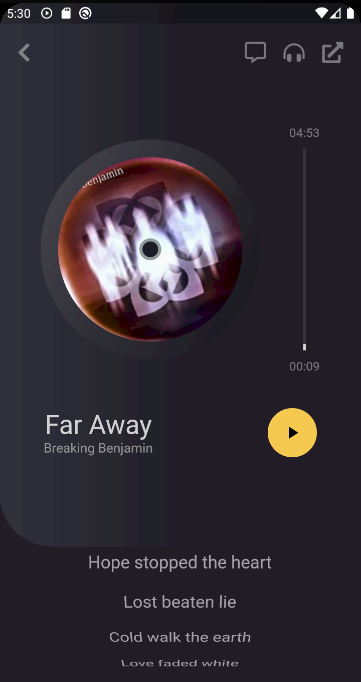 5:30
04:53
Benjamin
00:09
Far Away
Breaking Benjamin
Hope stopped the heart
Lost beaten lie
Cold walk the earth
Love faded white